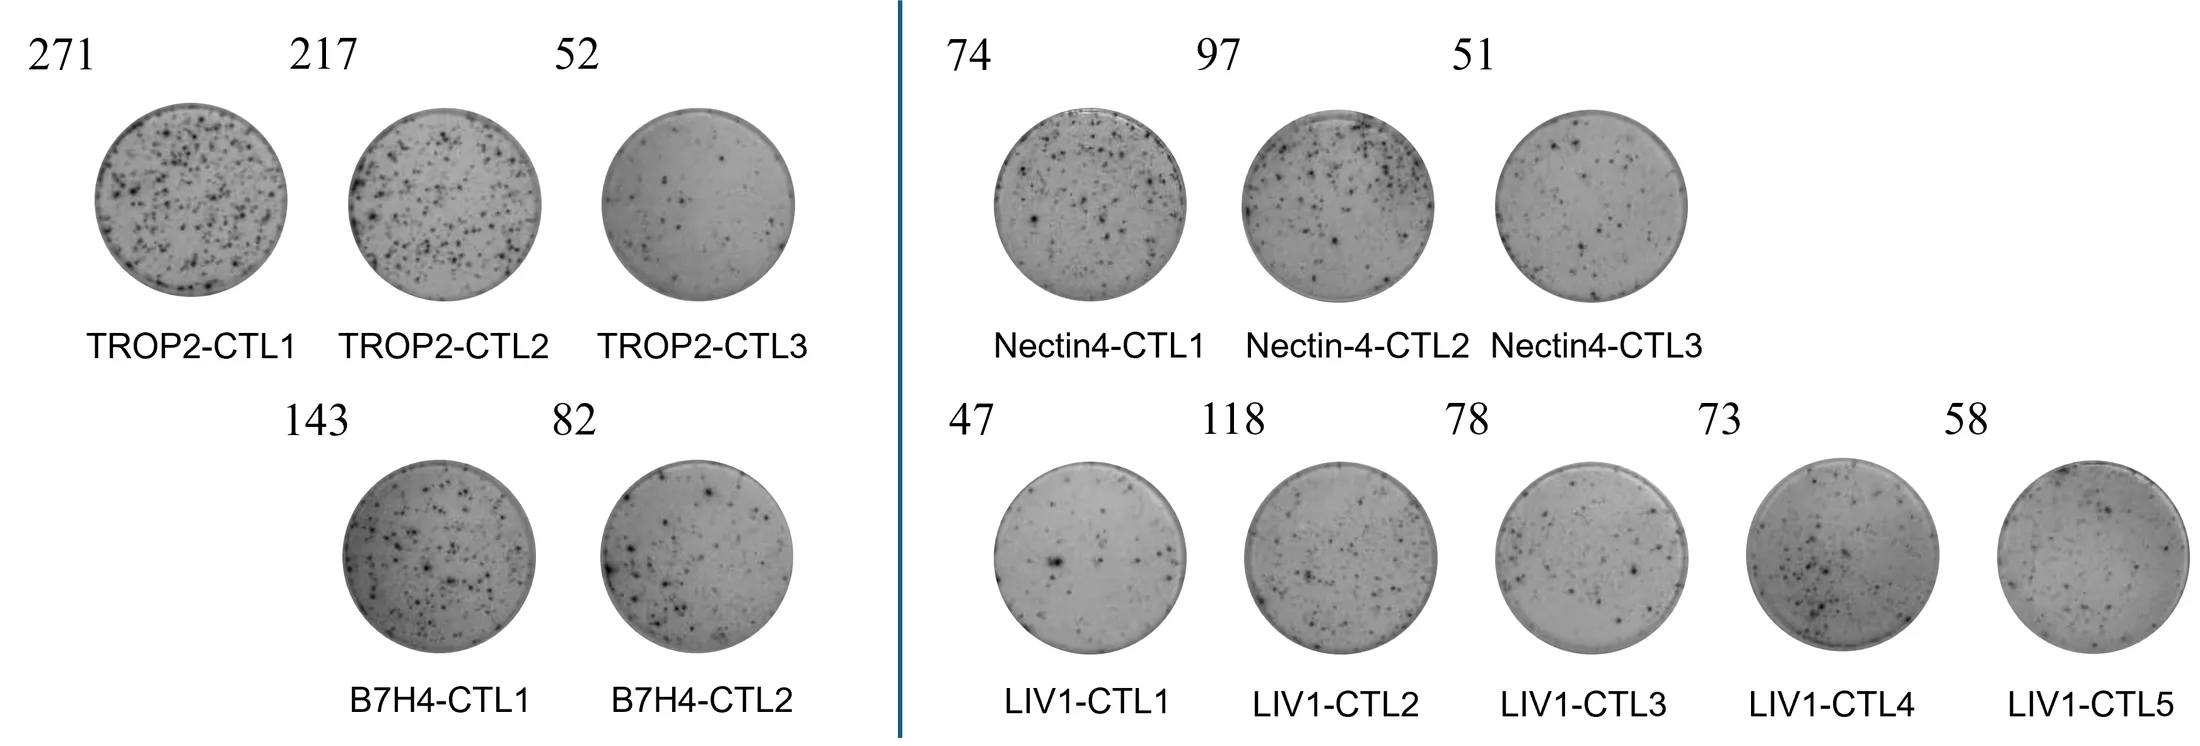 271 217 52
TROP2-CTL1 TROP2-CTL2 TROP2-CTL3
143 82
B7H4-CTL1 B7H4-CTL2
74 97 51
Nectin4-CTL1 Nectin-4-CTL2 Nectin4-CTL3
47 118 78 73 58
LIV1-CTL1 LIV1-CTL2 LIV1-CTL3 LIV1-CTL4 LIV1-CTL5